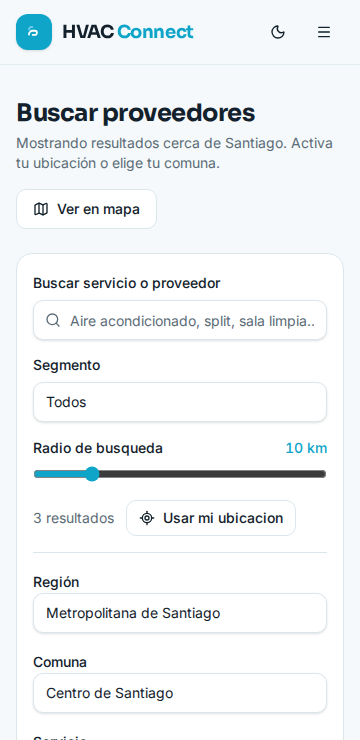 HVAC Connect
Buscar proveedores
Mostrando resultados cerca de Santiago. Activa
tu ubicación o elige tu comuna.
Ver en mapa
Buscar servicio o proveedor
Aire acondicionado, split, sala limpia..
Segmento
Todos
Radio de busqueda 10 km
3 resultados Usar mi ubicacion
Región
Metropolitana de Santiago
Comuna
Centro de Santiago
Servicio